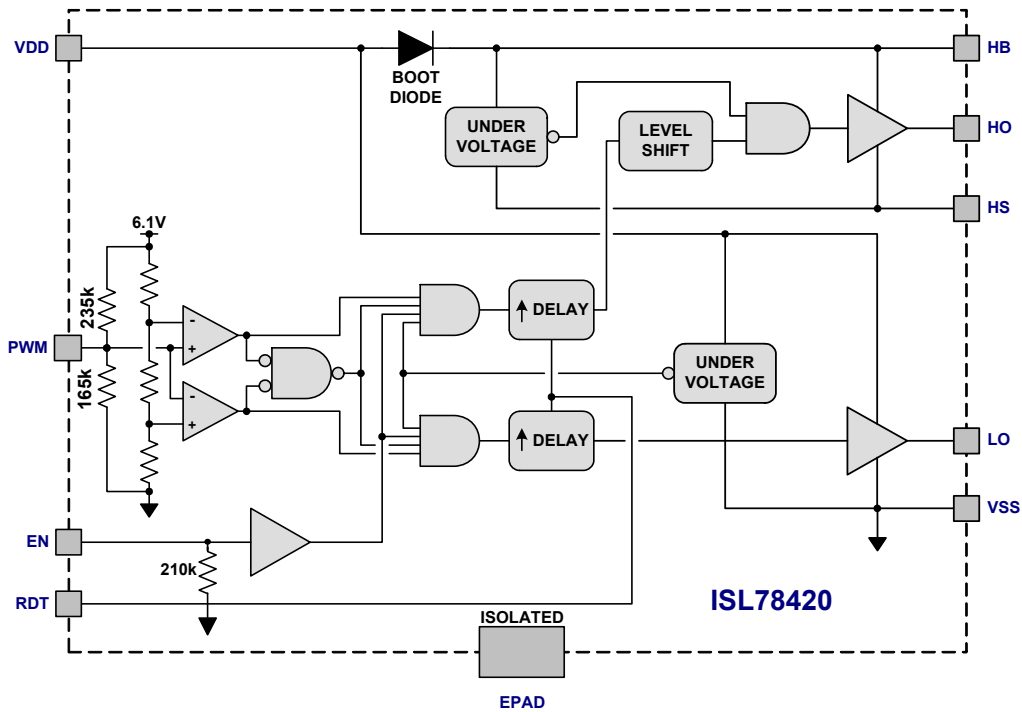 VDD
HB
BOOT
DIODE
UNDER
VOLTAGE
LEVEL
SHIFT
HO
HS
6.1V
235k
DELAY
PWM
-
+
165k
-
+
UNDER
VOLTAGE
DELAY
LO
VSS
EN
210k
RDT
ISL78420
ISOLATED
EPAD